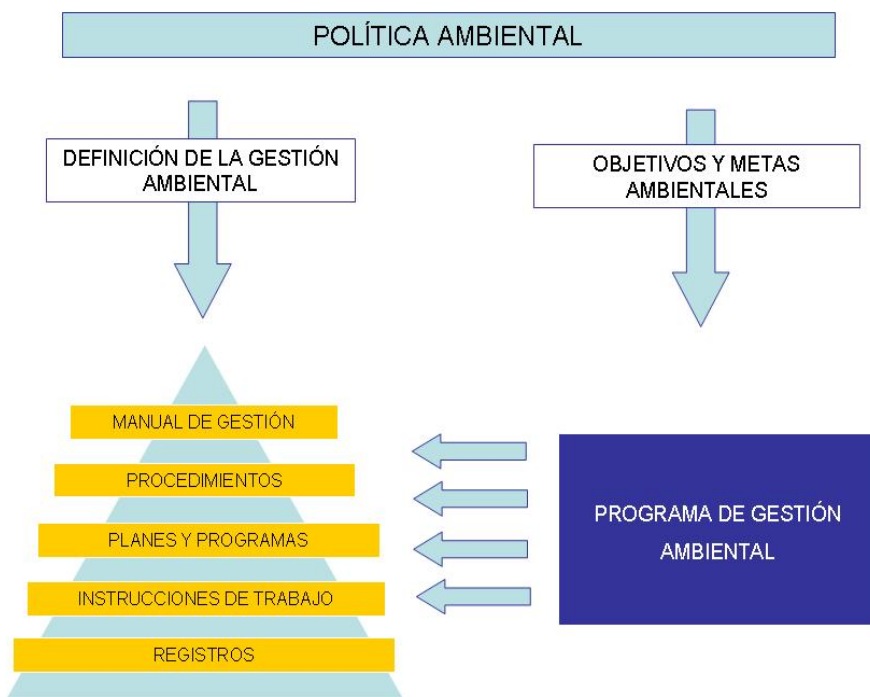 POLÍTICA AMBIENTAL
DEFINICIÓN DE LA GESTIÓN
AMBIENTAL
OBJETIVOS Y METAS
AMBIENTALES
MANUAL DE GESTIÓN
PROCEDIMIENTOS
PLANES Y PROGRAMAS
INSTRUCCIONES DE TRABAJO
REGISTROS
PROGRAMA DE GESTIÓN
AMBIENTAL